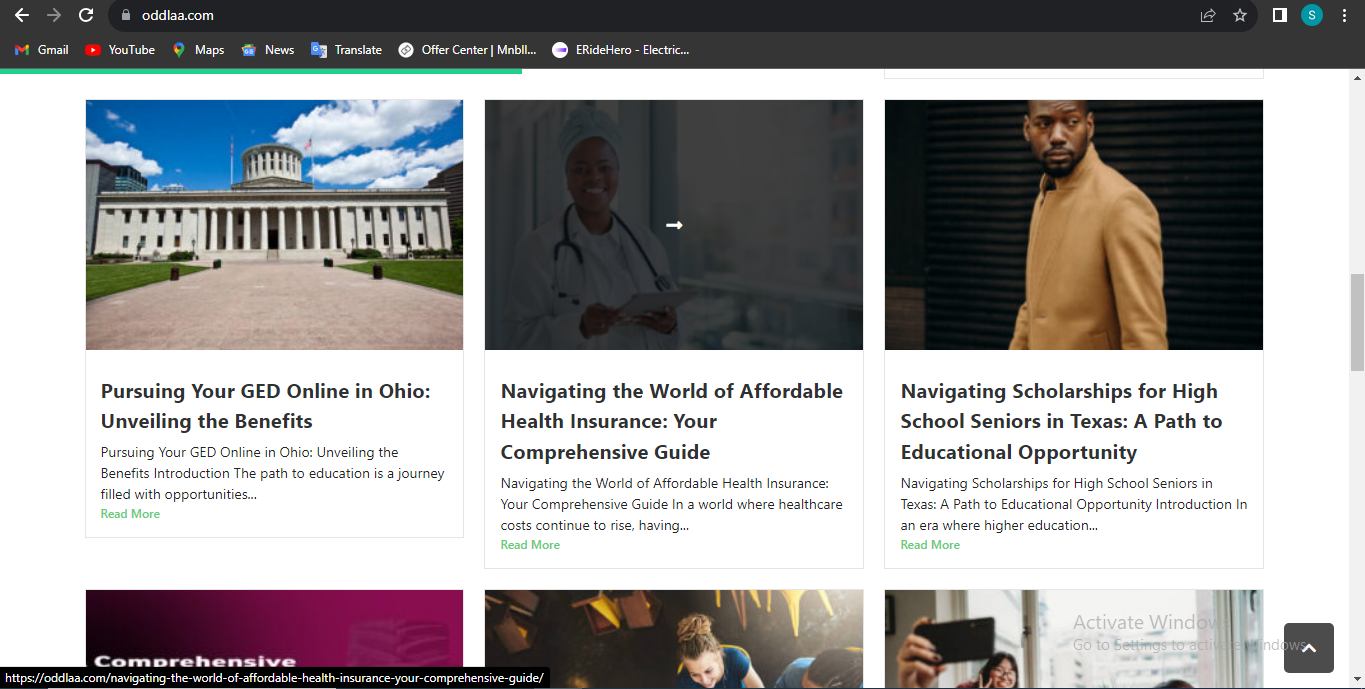 oddlaa.com
S
Gmail
YouTube
Maps
News
Translate
Offer Center | Mnbll...
ERideHero - Electric...
Pursuing Your GED Online in Ohio:
Unveiling the Benefits
Pursuing Your GED Online in Ohio: Unveiling the
Benefits Introduction The path to education is a journey
filled with opportunities...
Read More
Navigating the World of Affordable
Health Insurance: Your
Comprehensive Guide
Navigating the World of Affordable Health Insurance:
Your Comprehensive Guide In a world where healthcare
costs continue to rise, having...
Read More
Navigating Scholarships for High
School Seniors in Texas: A Path to
Educational Opportunity
Navigating Scholarships for High School Seniors in
Texas: A Path to Educational Opportunity Introduction In
an era where higher education...
Read More
Comprehensive
Activate Windows
Go to Settings to activate Windows.
https://oddlaa.com/navigating-the-world-of-affordable-health-insurance-your-comprehensive-guide/